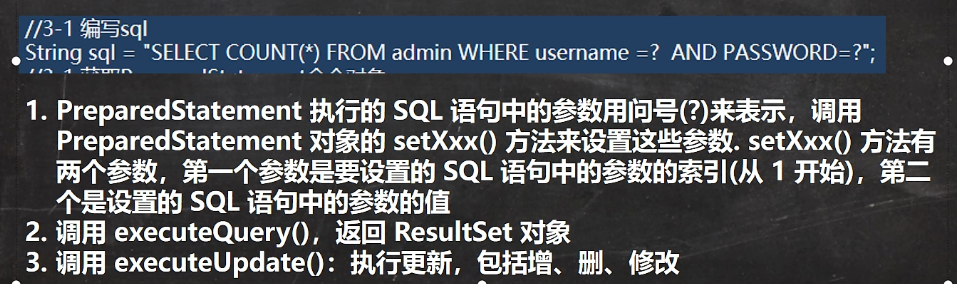 //3-1 编写sql
String sql = "SELECT COUNT(*) FROM admin WHERE username =? AND PASSWORD=?";
1. PreparedStatement 执行的 SQL 语句中的参数用问号(?)来表示，调用
PreparedStatement 对象的 setXxx() 方法来设置这些参数. setXxx() 方法有
两个参数，第一个参数是要设置的 SQL 语句中的参数的索引(从 1 开始)，第二
个是设置的 SQL 语句中的参数的值
2. 调用 executeQuery()，返回 ResultSet 对象
3. 调用 executeUpdate()：执行更新，包括增、删、修改